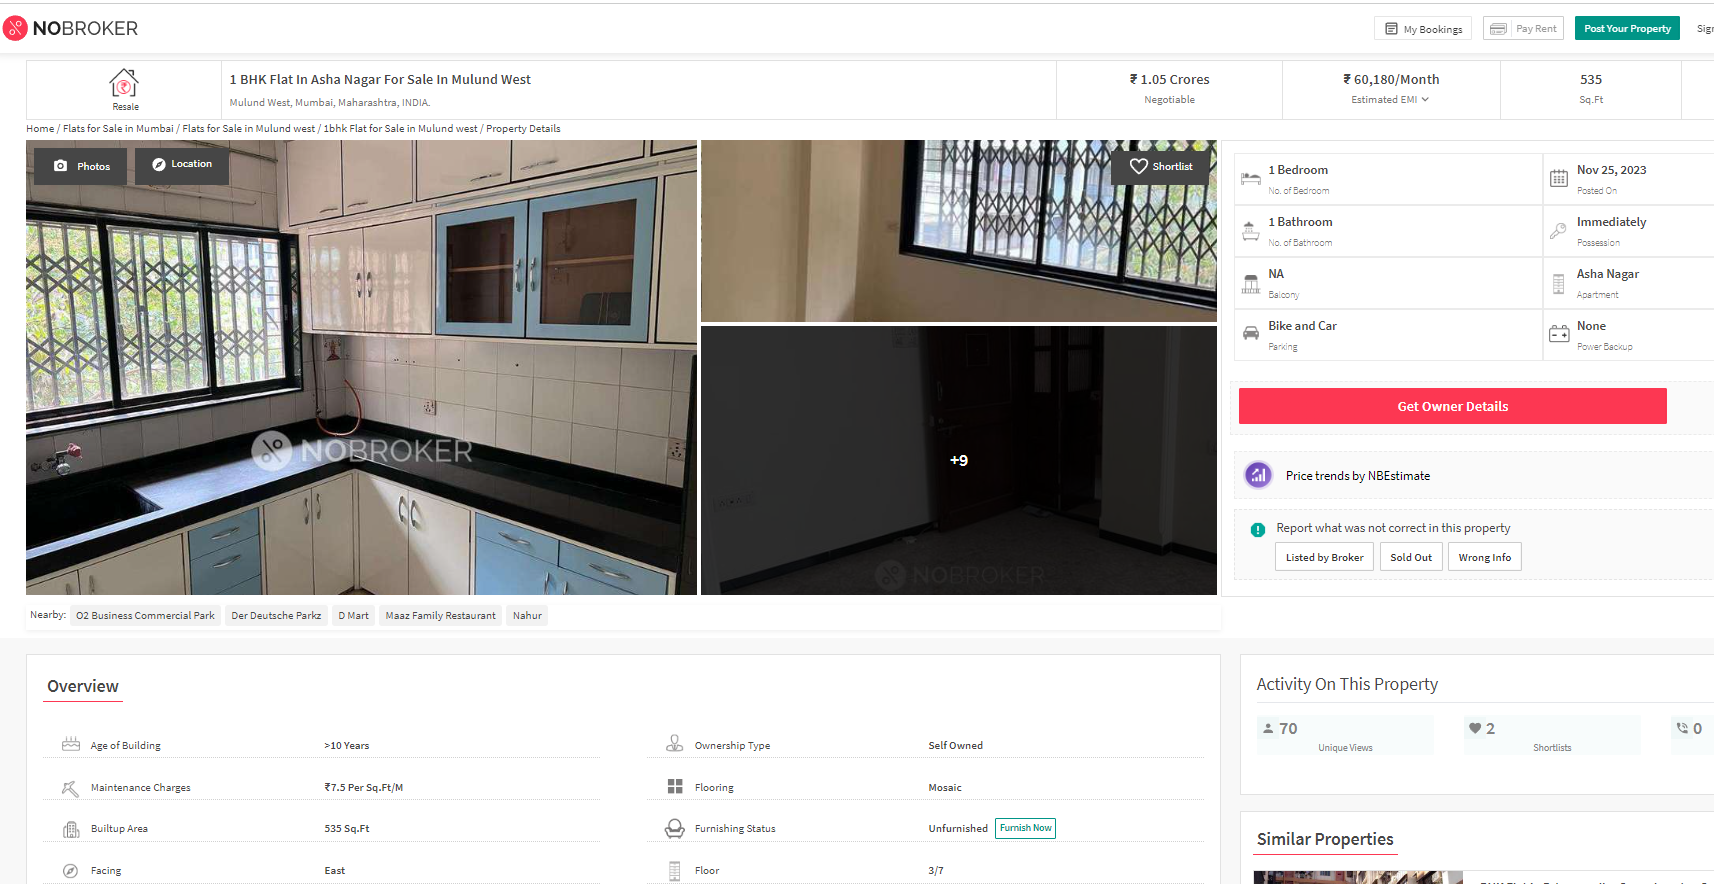 NOBROKER
My Bookings
Pay Rent
Post Your Property
Resale
1 BHK Flat In Asha Nagar For Sale In Mulund West
Mulund West, Mumbai, Maharashtra, INDIA.
₹ 1.05 Crores
Negotiable
₹ 60,180/Month
Estimated EMI
535
Sq.Ft
Home / Flats for Sale in Mumbai / Flats for Sale in Mulund west / 1bhk Flat for Sale in Mulund west / Property Details
Photos
Location
Shortlist
NOBROKER
+9
NOBROKER
1 Bedroom
No. of Bedroom
Nov 25, 2023
Posted On
1 Bathroom
No. of Bathroom
Immediately
Possession
NA
Balcony
Asha Nagar
Apartment
Bike and Car
Parking
None
Power Backup
Get Owner Details
Price trends by NBEstimate
Report what was not correct in this property
Listed by Broker
Sold Out
Wrong Info
Nearby: O2 Business Commercial Park Der Deutsche Parkz D Mart Maaz Family Restaurant Nahur
Overview
Age of Building >10 Years
Ownership Type Self Owned
Maintenance Charges ₹7.5 Per Sq.Ft/M
Flooring Mosaic
Builtup Area 535 Sq.Ft
Furnishing Status Unfurnished Furnish Now
Facing East
Floor 3/7
Activity On This Property
70
Unique Views
2
Shortlists
0
Similar Properties